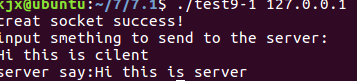 kjx@ubuntu:~/7/7.1$ ./test9-1 127.0.0.1
creat socket success!
input smething to send to the server:
Hi this is cilent
server say:Hi this is server